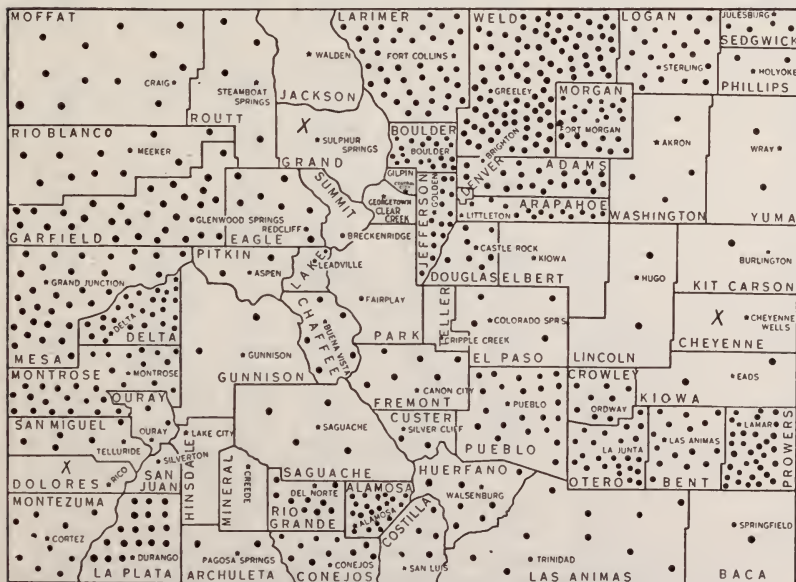 MOFFAT
LARIMER
WELD
LOGAN
JULESBURG
SEDGWICK
WALDEN
FORT COLLINS
STERLING
HOLYOKE
PHILLIPS
CRAIG
STEAMBOAT
SPRINGS
JACKSON
GREELEY
MORGAN
ROUTT
X
RIO BLANCO
SULPHUR
SPRINGS
BOULDER
BOULDER
FORT MORGAN
AKRON
WRAY
MEEKER
GRAND
BRIGHTON
GILPIN
CENTRAL
CITY
ADAMS
DENVER
SUMMIT
GEORGETOWN
CLEAR
CREEK
JEFFERSON
GOLDEN
ARAPAHOE
LITTLETON
WASHINGTON
YUMA
GLENWOOD SPRINGS
REDCLIFF
GARFIELD
EAGLE
BRECKENRIDGE
CASTLE ROCK
KIOWA
PITKIN
LAKE
LEADVILLE
ASPEN
DOUGLAS
ELBERT
BURLINGTON
GRAND JUNCTION
HUGO
KIT CARSON
DELTA
DELTA
CHAFFEE
BUENA VISTA
FAIRPLAY
TELLER
COLORADO SPRS.
X
CHEYENNE
WELLS
MESA
GUNNISON
PARK
CRIPPLE CREEK
EL PASO
LINCOLN
CHEYENNE
MONTROSE
MONTROSE
GUNNISON
CANON CITY
CROWLEY
EADS
OURAY
FREMONT
PUEBLO
ORDWAY
KIOWA
SAN MIGUEL
OURAY
LAKE CITY
SAGUACHE
CUSTER
SILVER CLIFF
LAMAR
PROWERS
TELLURIDE
SILVERTON
LA JUNTA
LAS ANIMAS
X
RICO
DOLORES
SAN
JUAN
HINSDALE
MINERAL
CREEDE
SAGUACHE
HUERFANO
PUEBLO
OTERO
BENT
MONTEZUMA
DEL NORTE
ALAMOSA
WALSENBURG
RIO
GRANDE
ALAMOSA
COSTILLA
CORTEZ
SPRINGFIELD
DURANGO
PAGOSA SPRINGS
CONEJOS
SAN LUIS
TRINIDAD
LA PLATA
ARCHULETA
CONEJOS
LAS ANIMAS
BACA